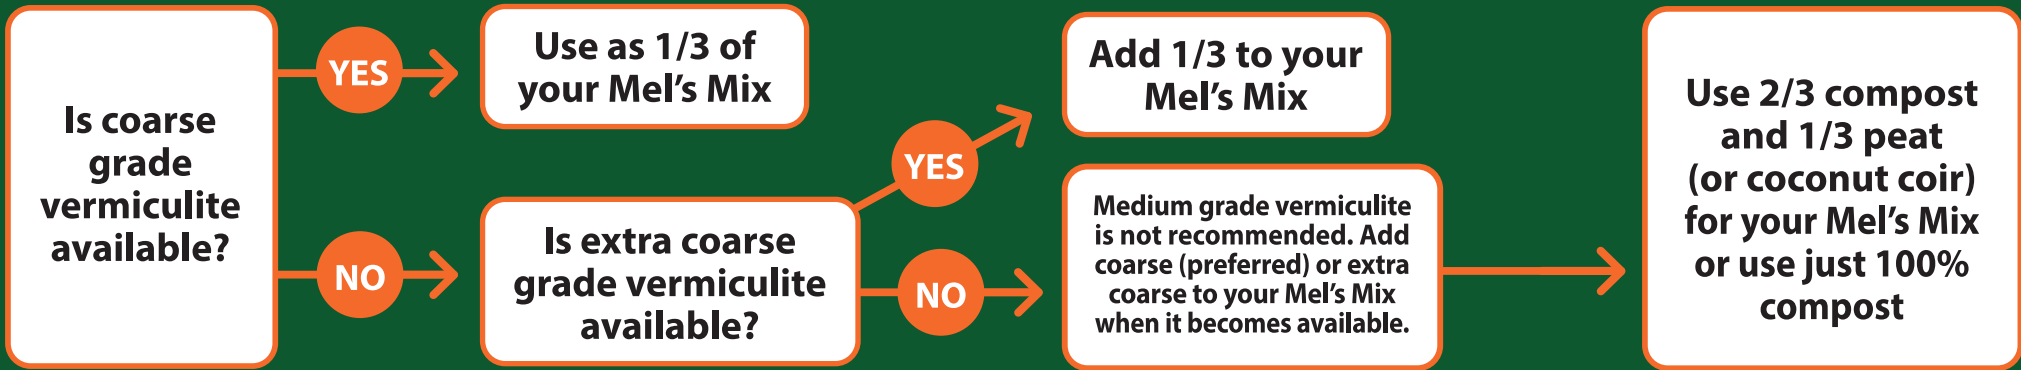 Is coarse
grade
vermiculite
available?
YES
Use as 1/3 of
your Mel's Mix
NO
Is extra coarse
grade vermiculite
available?
YES
Add 1/3 to your
Mel's Mix
NO
Medium grade vermiculite
is not recommended. Add
coarse (preferred) or extra
coarse to your Mel's Mix
when it becomes available.
Use 2/3 compost
and 1/3 peat
(or coconut coir)
for your Mel's Mix
or use just 100%
compost